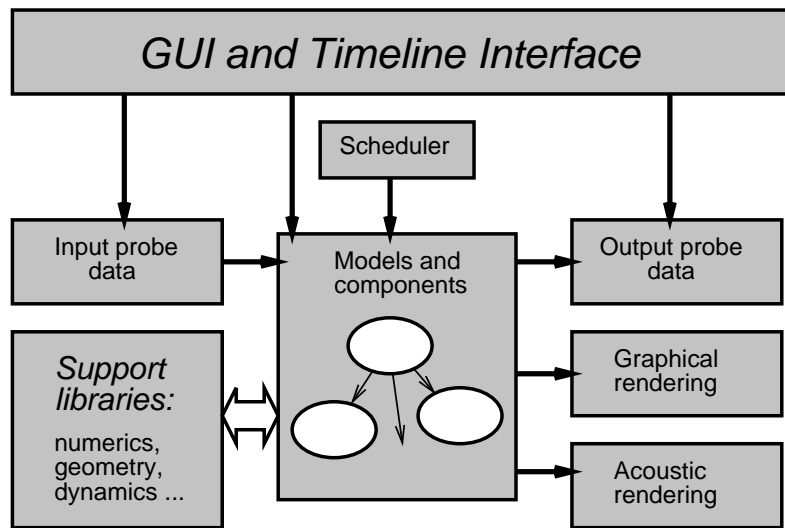 GUI and Timeline Interface
Scheduler
Input probe
data
Models and
components
Output probe
data
Support
libraries:
numerics,
geometry,
dynamics ...
Graphical
rendering
Acoustic
rendering